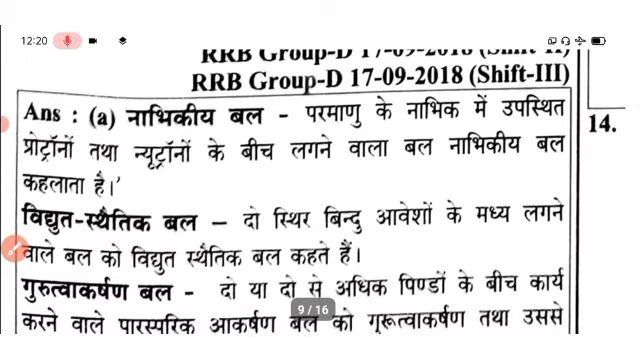 12:20
RRB Group-D 17-09-2018 (Shift-II)
RRB Group-D 17-09-2018 (Shift-III)
Ans : (a) नाभिकीय बल - परमाणु के नाभिक में उपस्थित
प्रोट्रॉनों तथा न्यूट्रॉनों के बीच लगने वाला बल नाभिकीय बल
कहलाता है।'
विद्युत-स्थैतिक बल – दो स्थिर बिन्दु आवेशों के मध्य लगने
वाले बल को विद्युत स्थैतिक बल कहते हैं।
गुरुत्वाकर्षण बल - दो या दो से अधिक पिण्डों के बीच कार्य
9 / 16
करने वाले पारस्परिक आकर्षण बल को गुरूत्वाकर्षण तथा उससे
14.